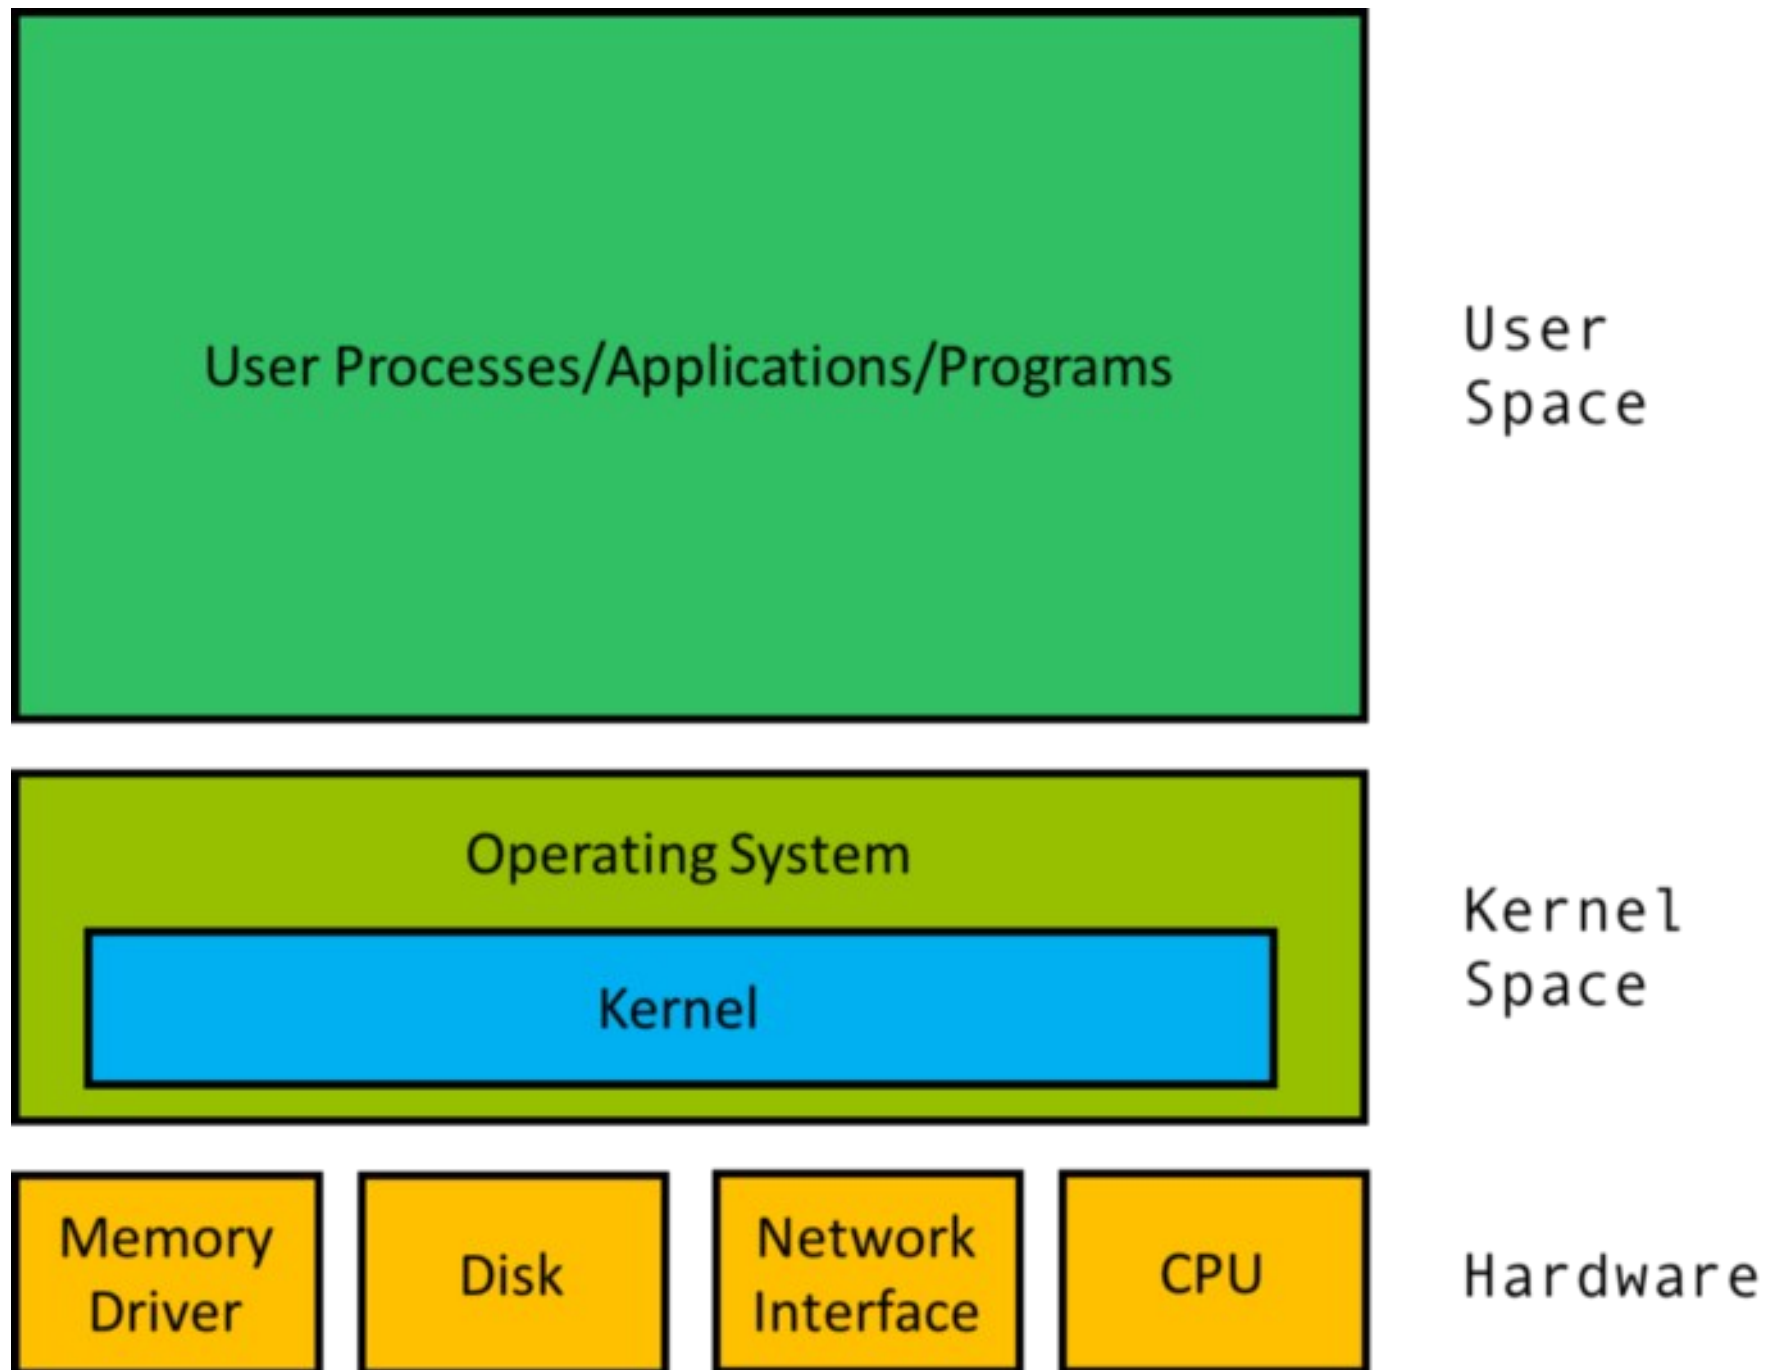 User Processes/Applications/Programs
User
Space
Operating System
Kernel
Kernel
Space
Memory
Driver
Disk
Network
Interface
CPU
Hardware